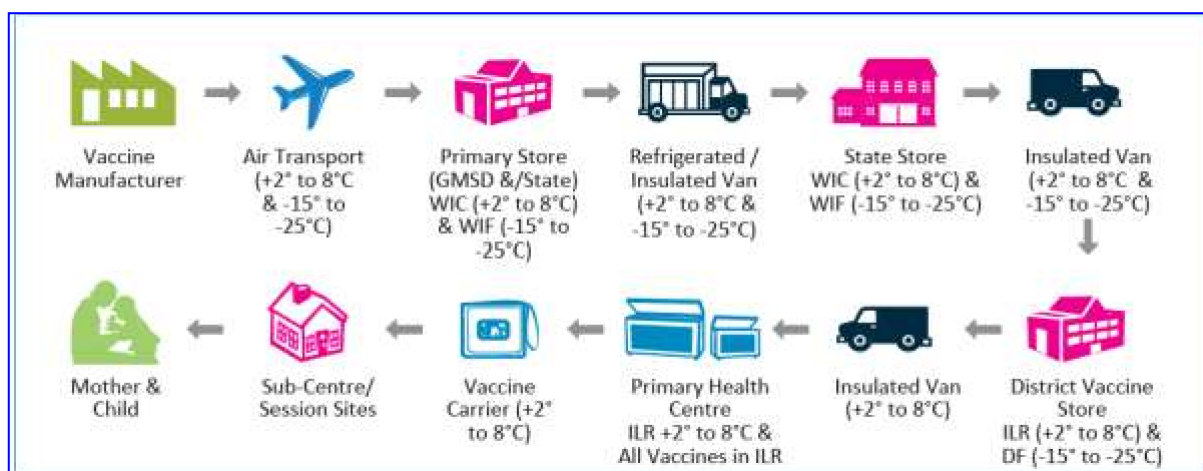 Vaccine
Manufacturer
Air Transport
(+2° to 8°C
& -15° to
-25°C)
Primary Store
(GMSD &/State)
WIC (+2° to 8°C)
& WIF (-15° to
-25°C)
Refrigerated /
Insulated Van
(+2° to 8°C &
-15° to -25°C)
State Store
WIC (+2° to 8°C) &
WIF (-15° to -25°C)
Insulated Van
(+2° to 8°C &
-15° to -25°C)
Mother &
Child
Sub-Centre/
Session Sites
Vaccine
Carrier (+2°
to 8°C)
Primary Health
Centre
ILR +2° to 8°C &
All Vaccines in ILR
Insulated Van
(+2° to 8°C)
District Vaccine
Store
ILR (+2° to 8°C) &
DF (-15° to -25°C)